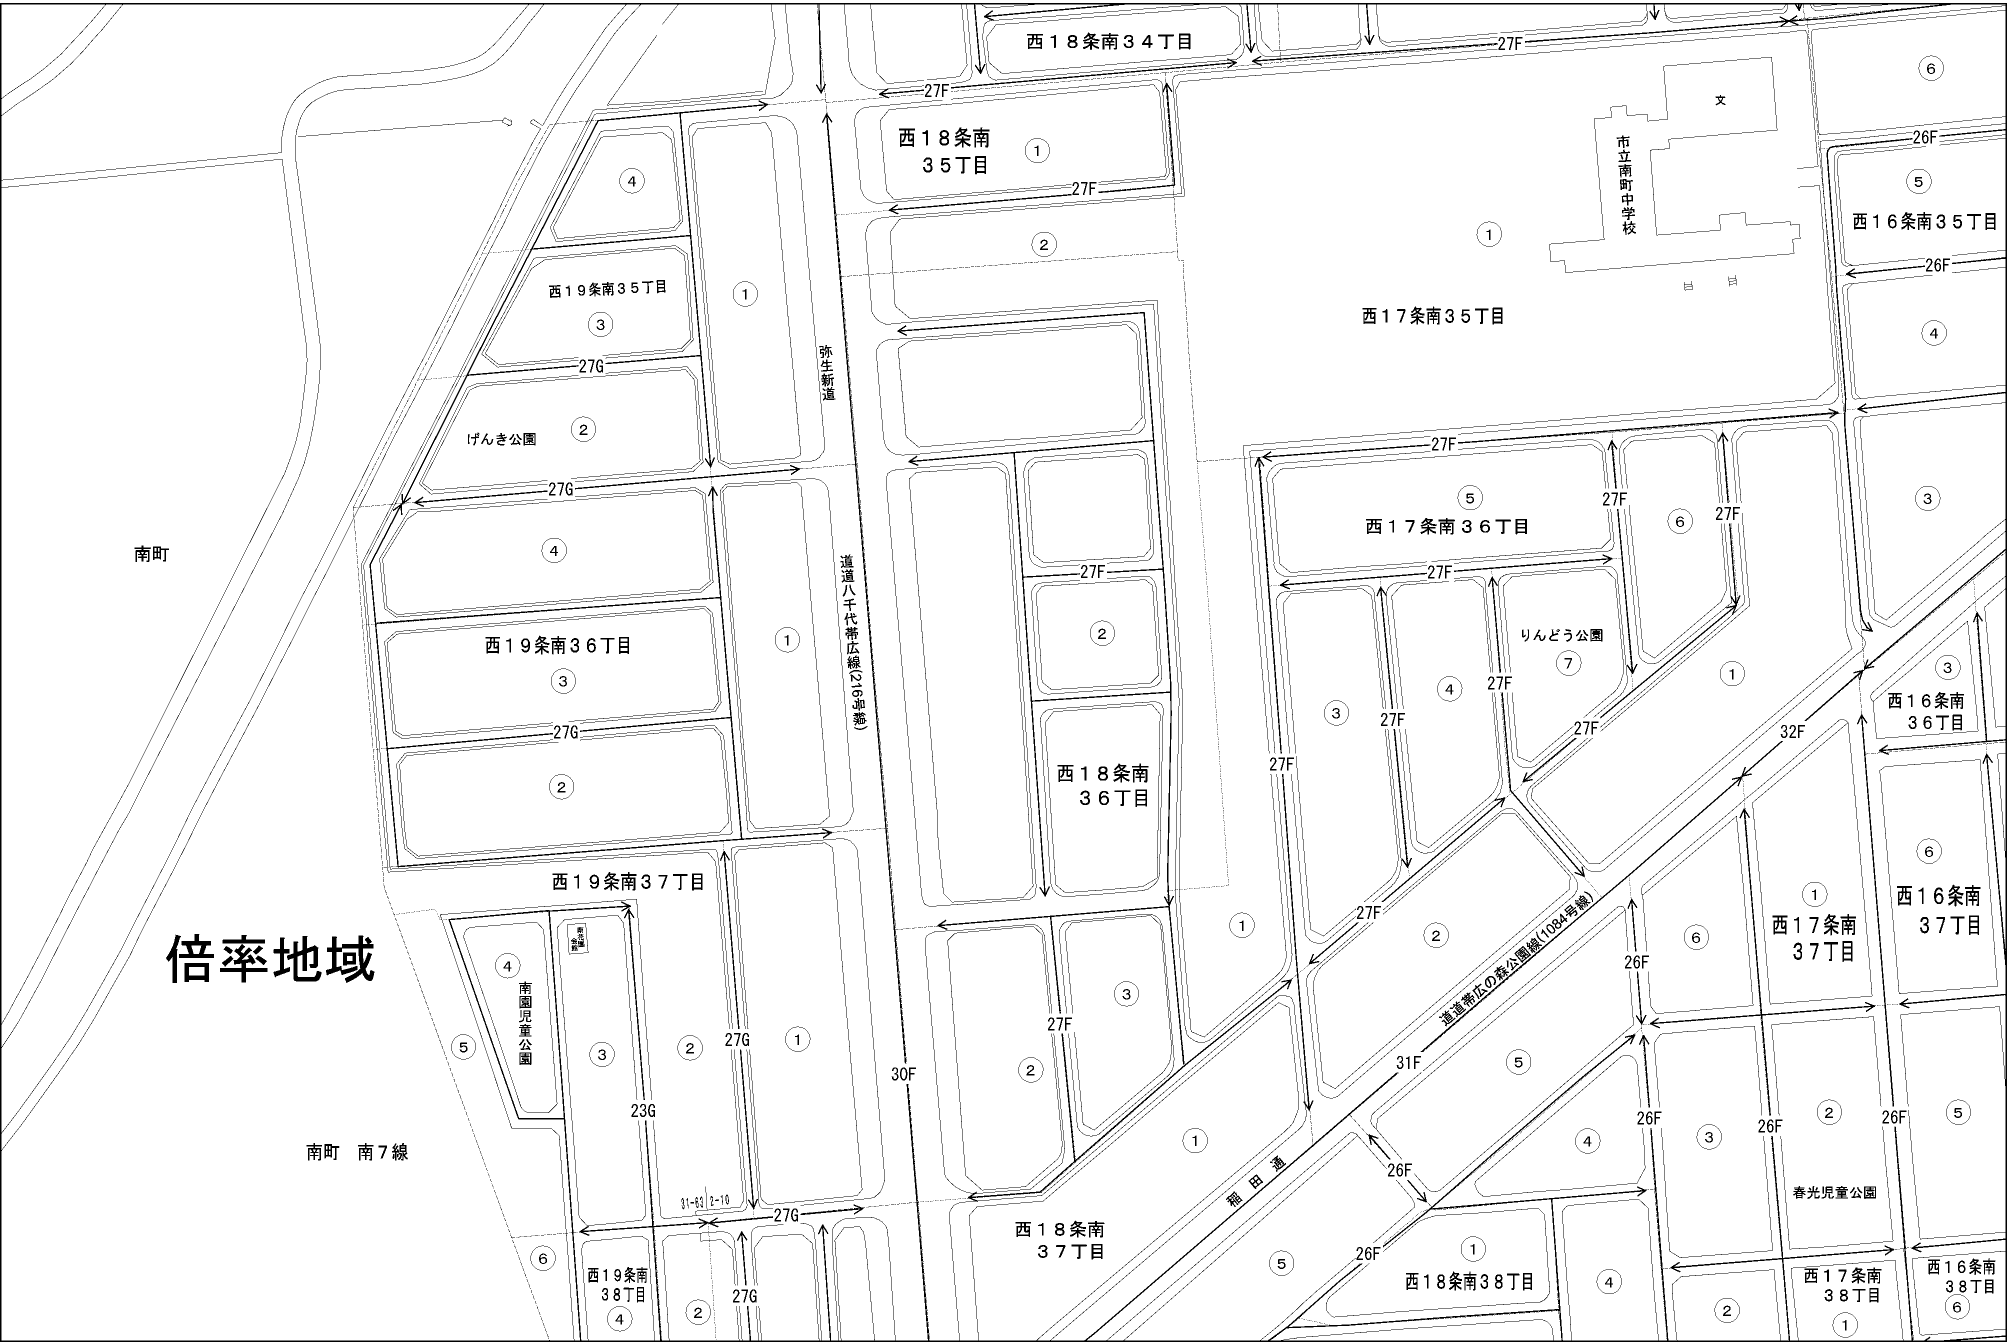 西１８条南３４丁目
27F
27F
⑥
文
市立南町中学校
西１８条南
３５丁目
①
27F
26F
⑤
西１６条南３５丁目
④
②
①
26F
西１９条南３５丁目
③
①
西１７条南３５丁目
④
弥生新道
27G
げんき公園
②
27G
27F
⑤
西１７条南３６丁目
27F
⑥
27F
③
南町
④
道道八千代帯広線(216号線)
27F
27F
りんどう公園
⑦
①
②
西１９条南３６丁目
③
①
③
西１６条南
３６丁目
27F
④
③
27F
27F
32F
27G
西１８条南
３６丁目
27F
②
西１９条南３７丁目
⑥
①
西１７条南
３７丁目
西１６条南
３７丁目
27F
①
②
道道帯広の森公園線(1084号線)
⑥
26F
倍率地域
南花園
会館
④
南園児童公園
③
27F
⑤
③
②
27G
①
②
30F
31F
⑤
23G
26F
④
③
26F
②
26F
⑤
南町　南７線
①
稲田通
26F
春光児童公園
31-63
2-10
27G
西１８条南
３７丁目
⑥
西１９条南
３８丁目
④
②
27G
⑤
26F
①
西１８条南３８丁目
④
②
西１７条南
３８丁目
①
西１６条南
３８丁目
⑥